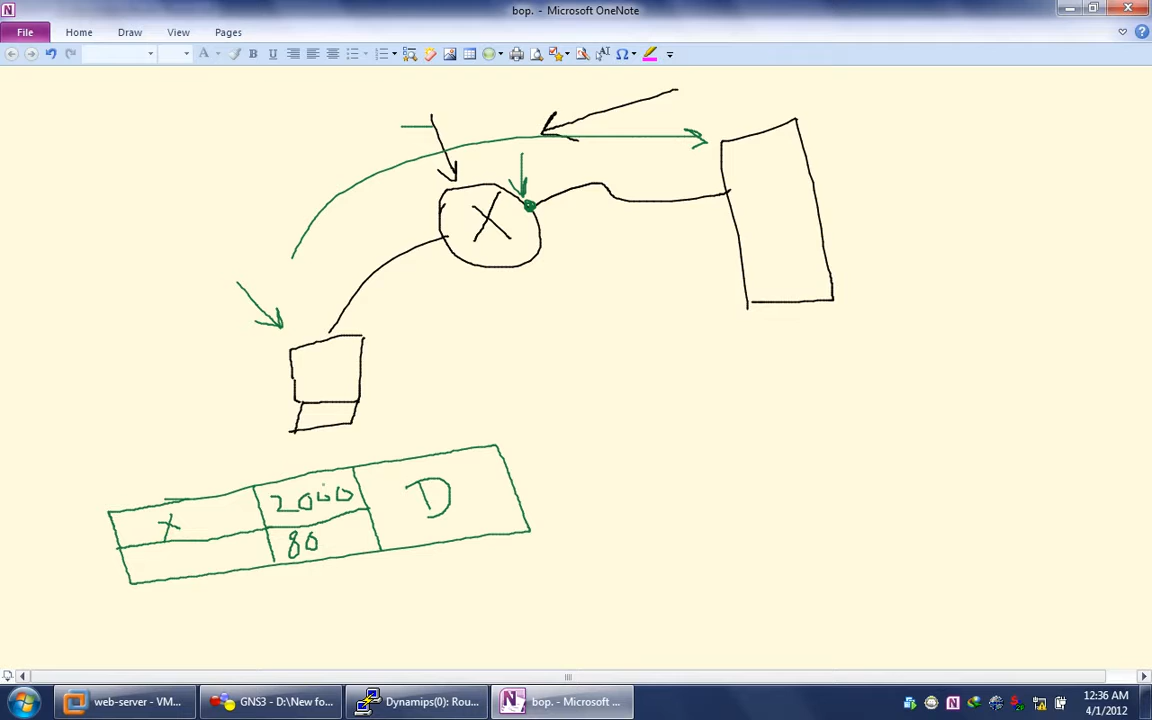 bop. - Microsoft OneNote
File Home Draw View Pages
X
X 2000 D
80
web-server - VM... GNS3 - D:\New fo... Dynamips(0): Rou... bop. - Microsoft ... 12:36 AM
4/1/2012